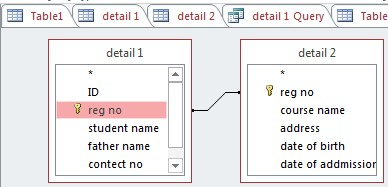 Table1 detail 1 detail 2 detail 1 Query Table
detail 1
*
ID
reg no
student name
father name
contect no
detail 2
*
reg no
course name
address
date of birth
date of addmission